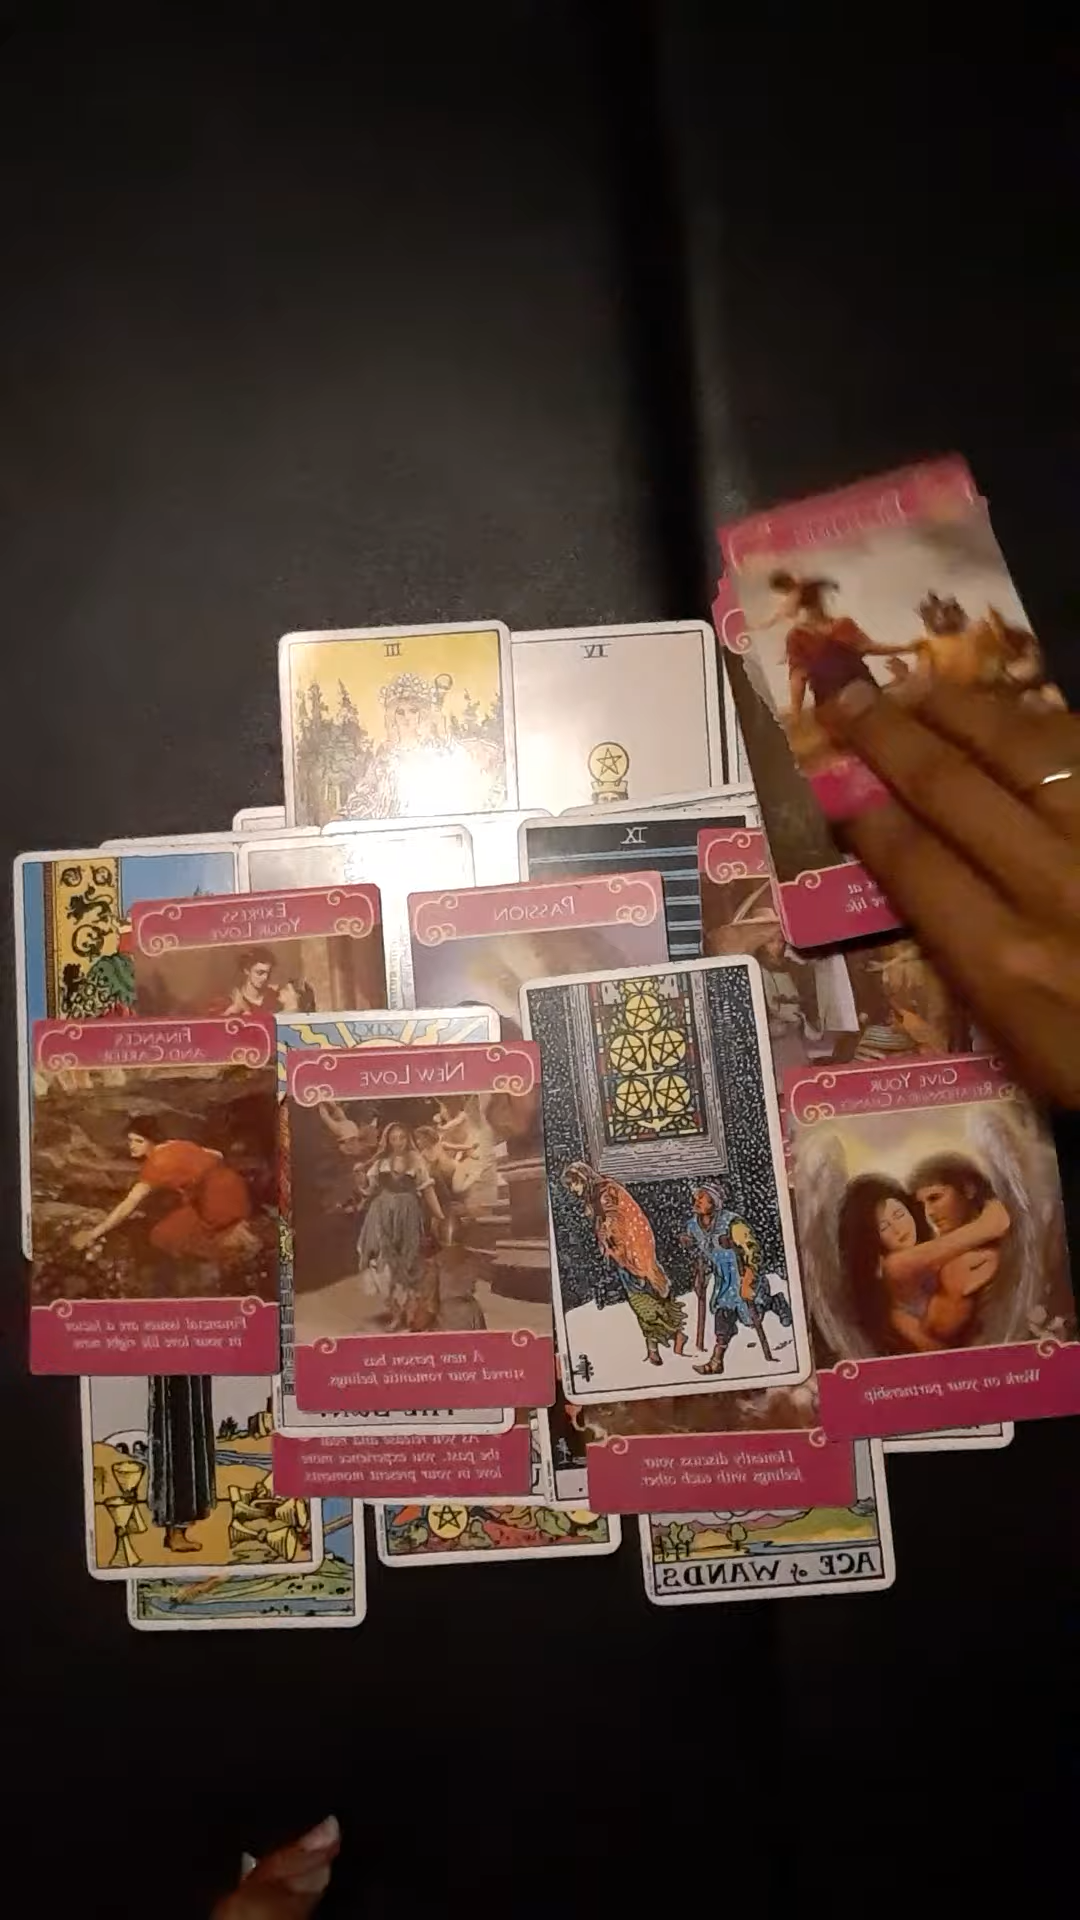 III
IV
IX
EXPRESS
YOUR LOVE
PASSION
FINANCES
AND CAREER
XIX
NEW LOVE
GIVE YOUR
RELATIONSHIP A CHANCE
Financial issues are a factor
in your love life right now
A new person has
stirred your romantic feelings.
Work on your partnership
THE SUN.
As you release and heal
the past, you experience more
love in your present moments.
Honestly discuss your
feelings with each other.
ACE of WANDS.